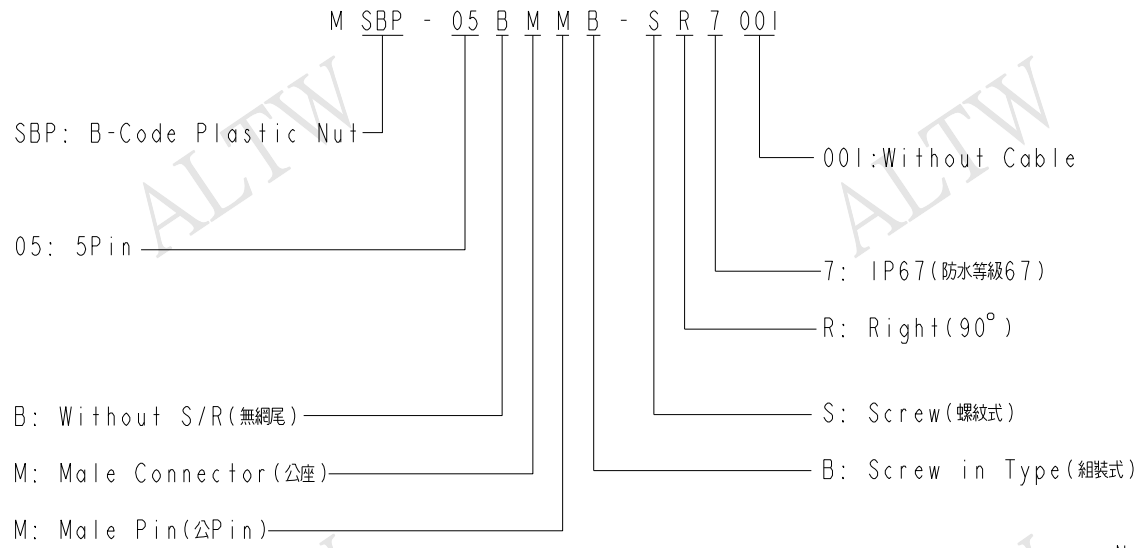 M SBP - 05 B M M B - S R 7 001
SBP: B-Code Plastic Nut
001:Without Cable
05: 5Pin
7: IP67(防水等級67)
R: Right(90°)
B: Without S/R(無網尾)
S: Screw(螺紋式)
M: Male Connector(公座)
B: Screw in Type(組裝式)
M: Male Pin(公Pin)
ALTW
ALTW